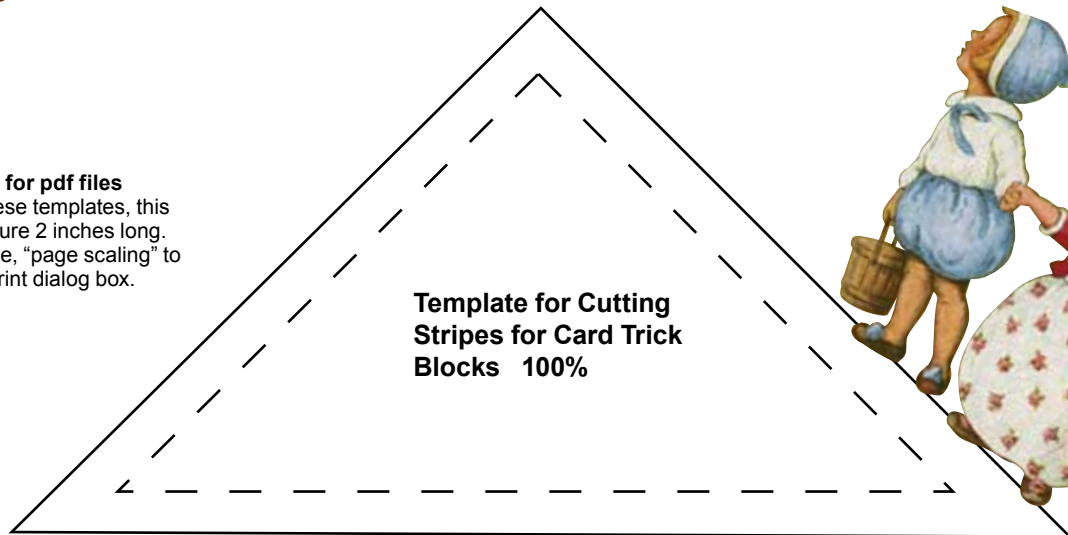 for pdf files
ese templates, this
ure 2 inches long.
e, “page scaling” to
rint dialog box.
Template for Cutting
Stripes for Card Trick
Blocks 100%